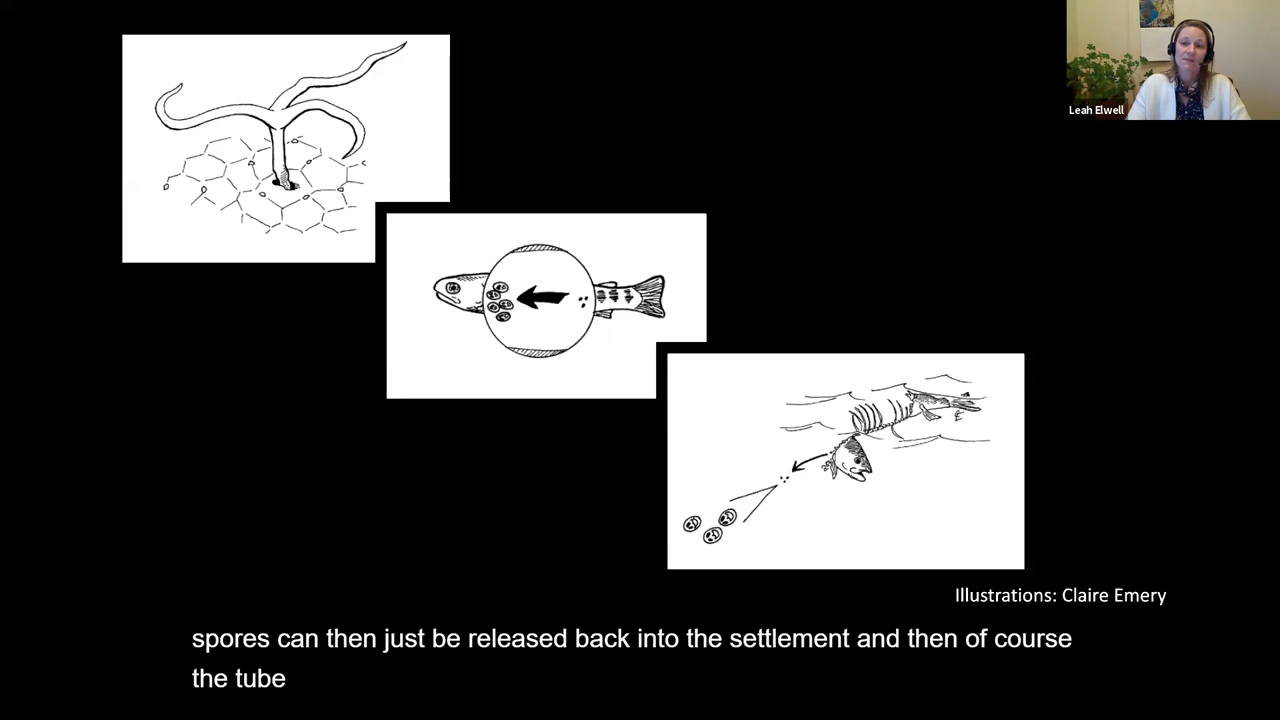 Leah Elwell
Illustrations: Claire Emery
spores can then just be released back into the settlement and then of course
the tube